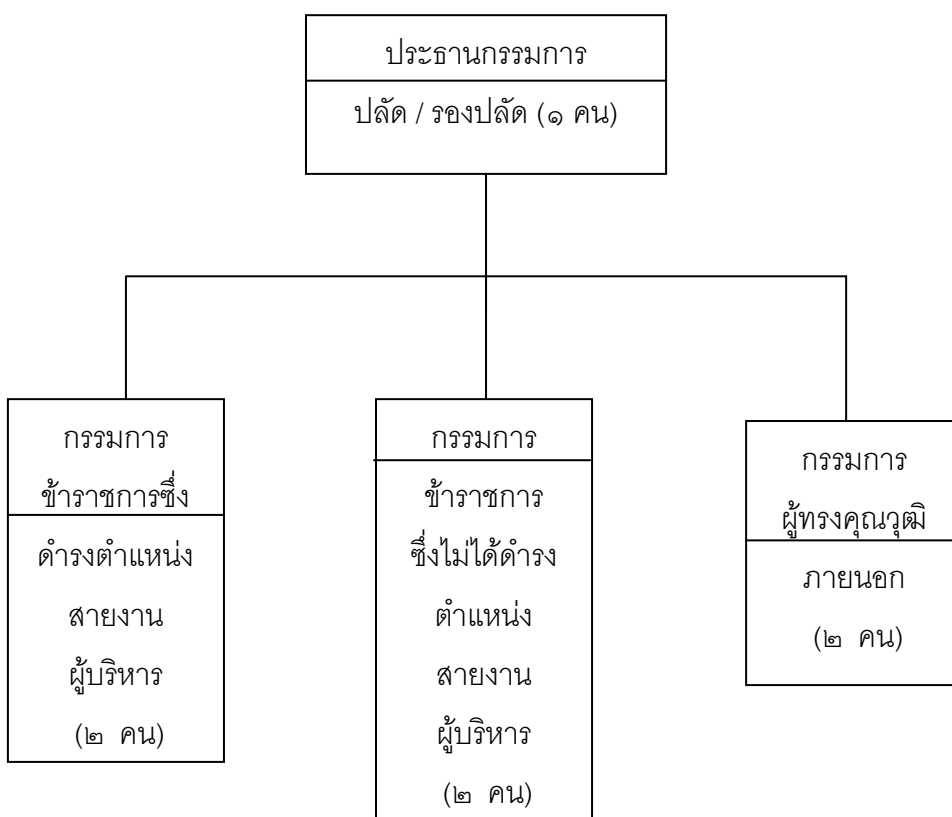 ประธานกรรมการ
ปลัด / รองปลัด (๑ คน)
กรรมการ
ข้าราชการซึ่ง
ดำรงตำแหน่ง
สายงาน
ผู้บริหาร
(๒ คน)
กรรมการ
ข้าราชการ
ซึ่งไม่ได้ดำรง
ตำแหน่ง
สายงาน
ผู้บริหาร
(๒ คน)
กรรมการ
ผู้ทรงคุณวุฒิ
ภายนอก
(๒ คน)